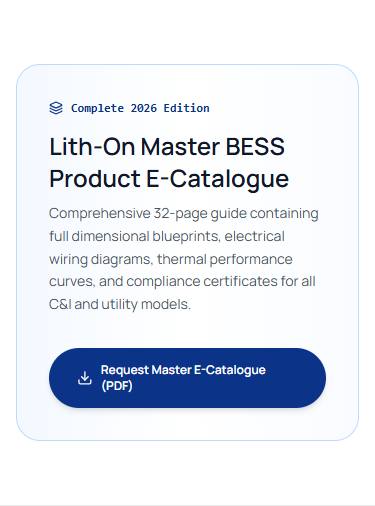 Complete 2026 Edition
Lith-On Master BESS
Product E-Catalogue
Comprehensive 32-page guide containing
full dimensional blueprints, electrical
wiring diagrams, thermal performance
curves, and compliance certificates for all
C&I and utility models.
Request Master E-Catalogue
(PDF)